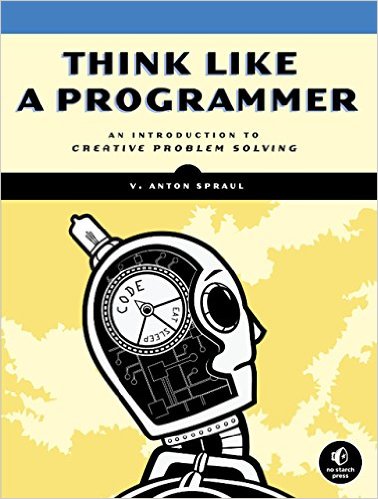 THINK LIKE
A PROGRAMMER
AN INTRODUCTION TO
CREATIVE PROBLEM SOLVING
V. ANTON SPRAUL
CODE
EAT
SLEEP
no starch
press